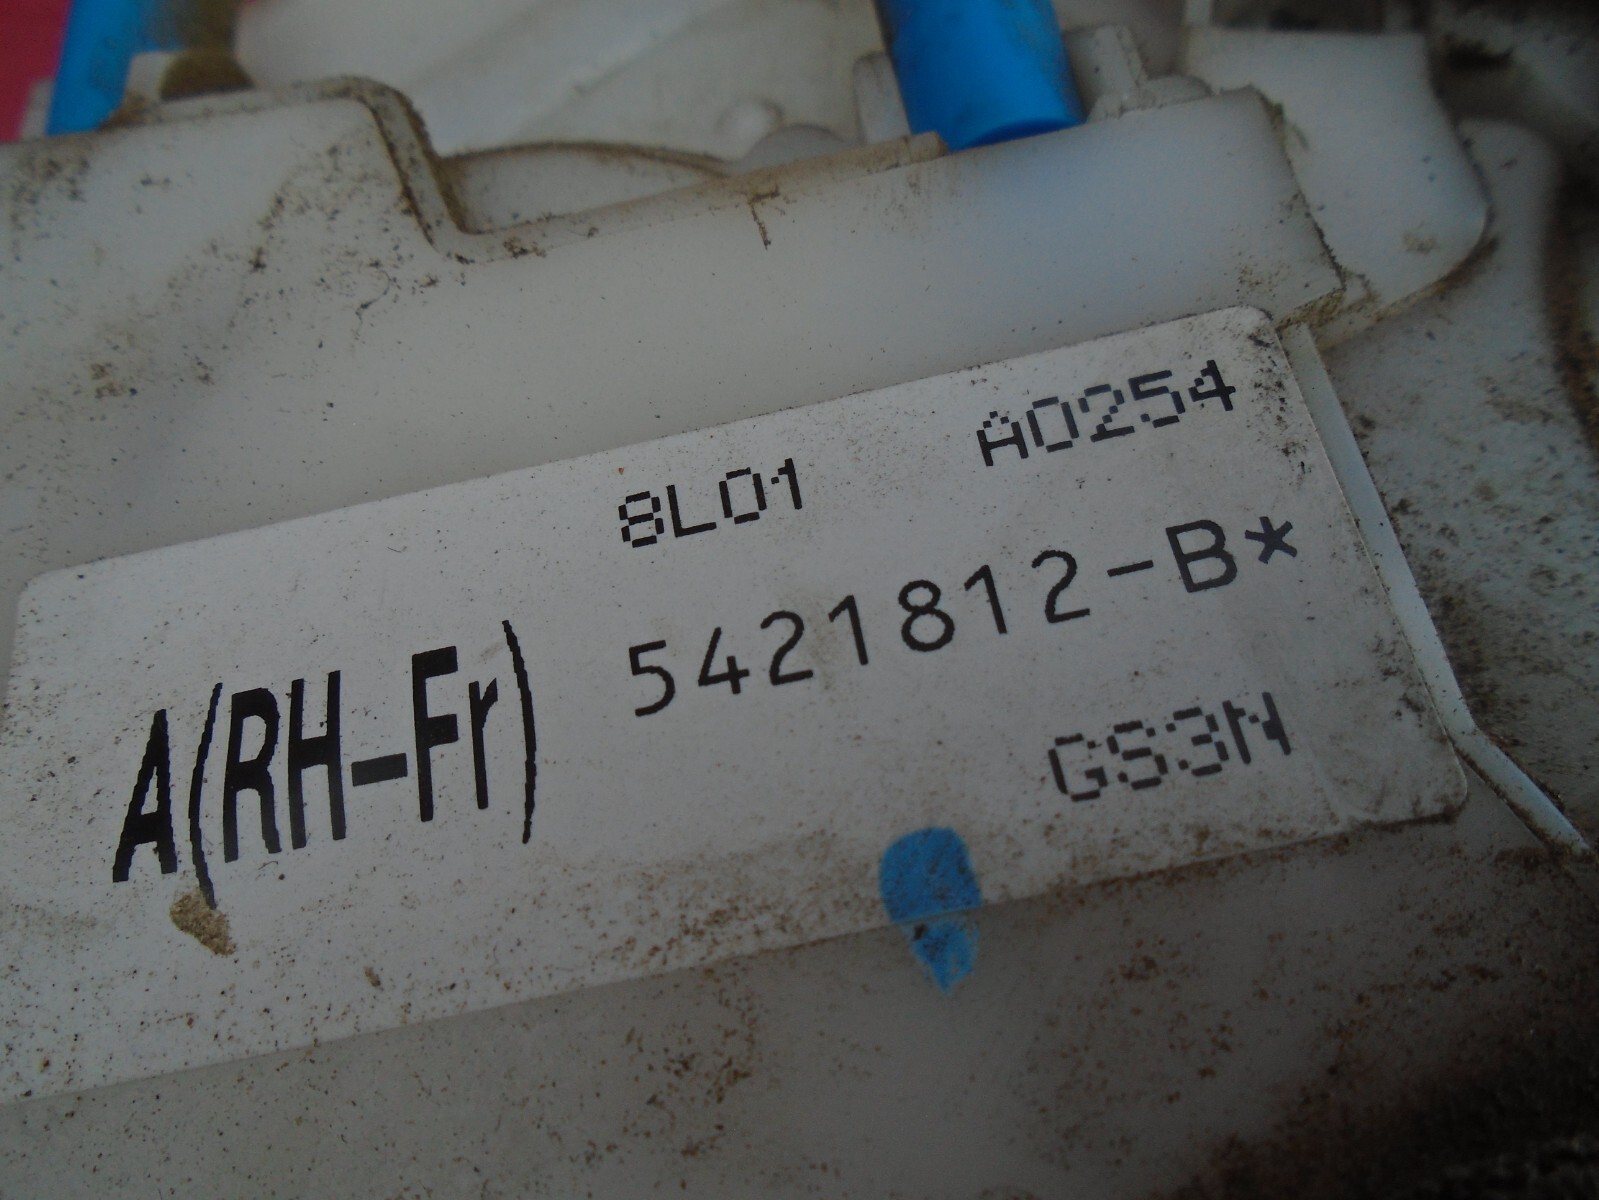 8L01 A0254
A(RH-Fr) 5421812-B*
GS3N